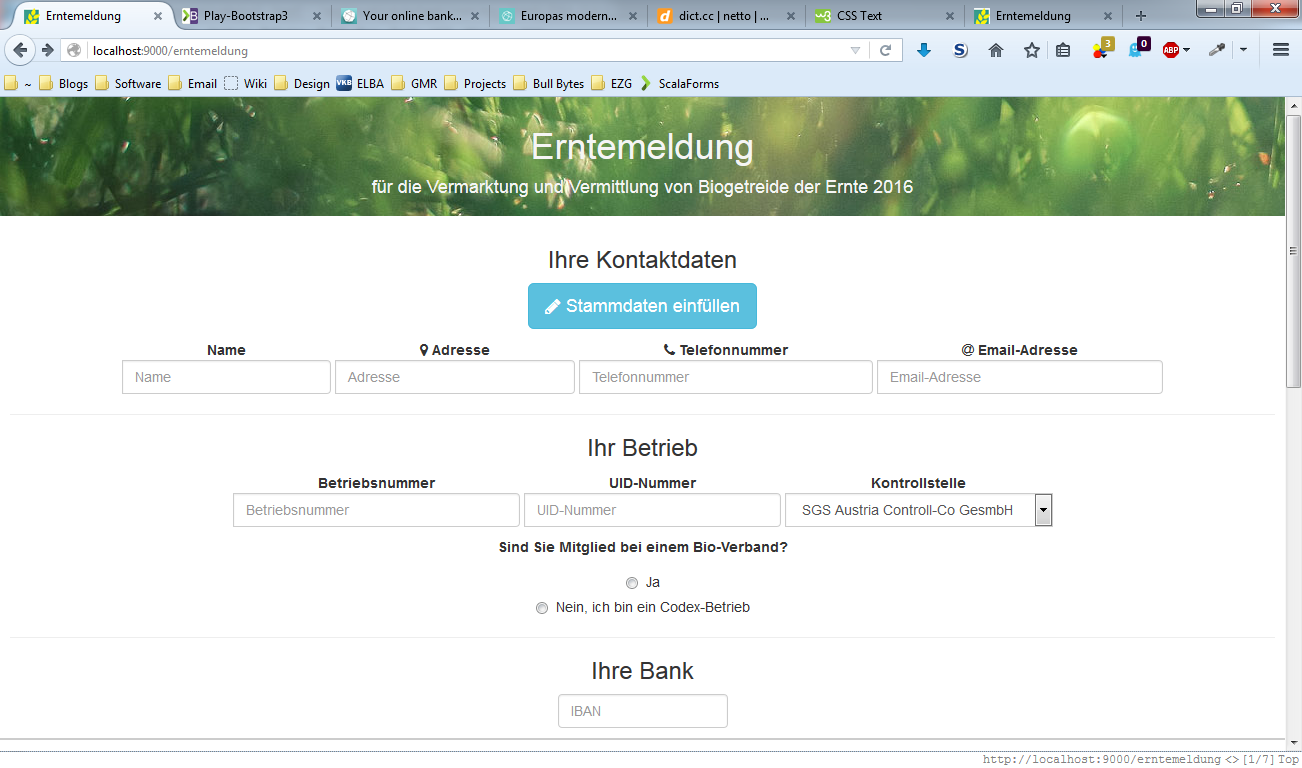 Erntemeldung
Play-Bootstrap3
Your online bank...
Europas modern...
dict.cc | netto | ...
CSS Text
Erntemeldung
localhost:9000/erntemeldung
3
0
ABP
~
Blogs
Software
Email
Wiki
Design
VKB ELBA
GMR
Projects
Bull Bytes
EZG
ScalaForms
Erntemeldung
für die Vermarktung und Vermittlung von Biogetreide der Ernte 2016
Ihre Kontaktdaten
Stammdaten einfüllen
Name Adresse Telefonnummer @ Email-Adresse
Name Adresse Telefonnummer Email-Adresse
Ihr Betrieb
Betriebsnummer UID-Nummer Kontrollstelle
Betriebsnummer UID-Nummer SGS Austria Controll-Co GesmbH
Sind Sie Mitglied bei einem Bio-Verband?
Ja
Nein, ich bin ein Codex-Betrieb
Ihre Bank
IBAN
http://localhost:9000/erntemeldung <> [1/7] Top